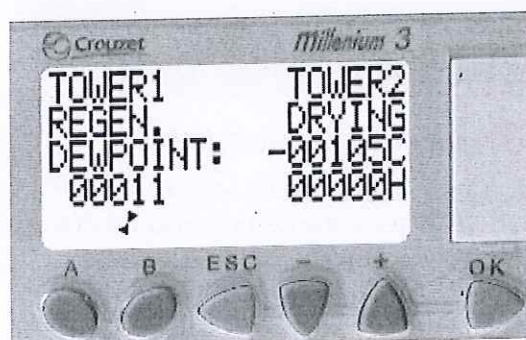 Crouzet millenium 3
TOWER1 TOWER2
REGEN. DRYING
DEWPOINT: -00105C
00011 00000H
A B ESC - + OK